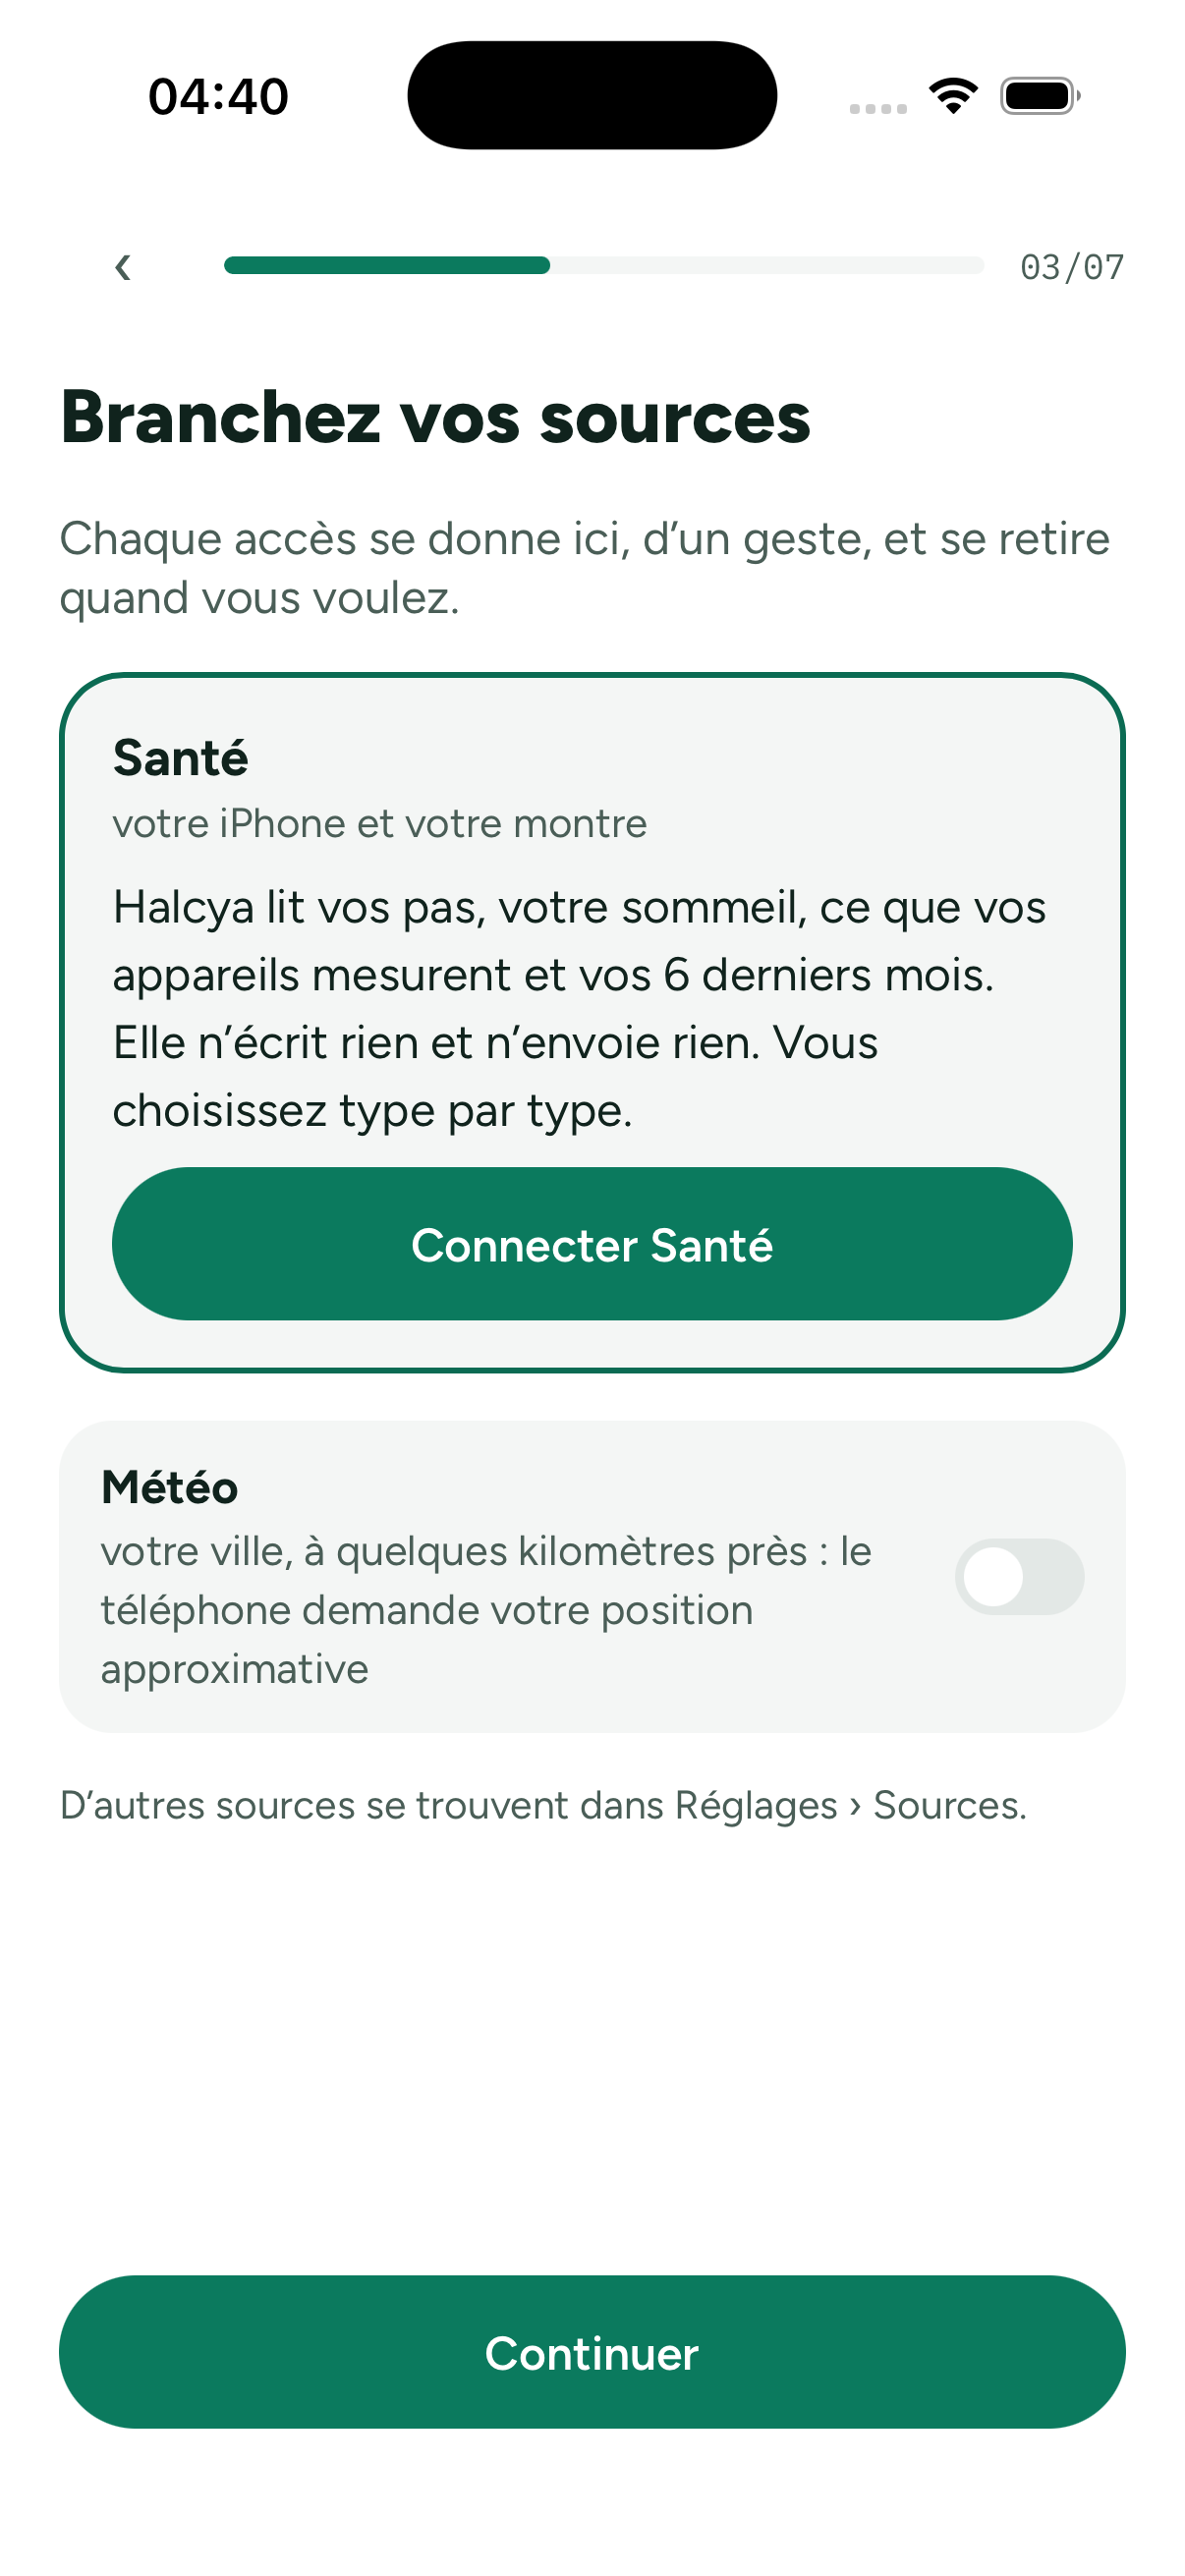 04:40
‹
03/07
Branchez vos sources
Chaque accès se donne ici, d’un geste, et se retire
quand vous voulez.
Santé
votre iPhone et votre montre
Halcya lit vos pas, votre sommeil, ce que vos
appareils mesurent et vos 6 derniers mois.
Elle n’écrit rien et n’envoie rien. Vous
choisissez type par type.
Connecter Santé
Météo
votre ville, à quelques kilomètres près : le
téléphone demande votre position
approximative
D’autres sources se trouvent dans Réglages › Sources.
Continuer